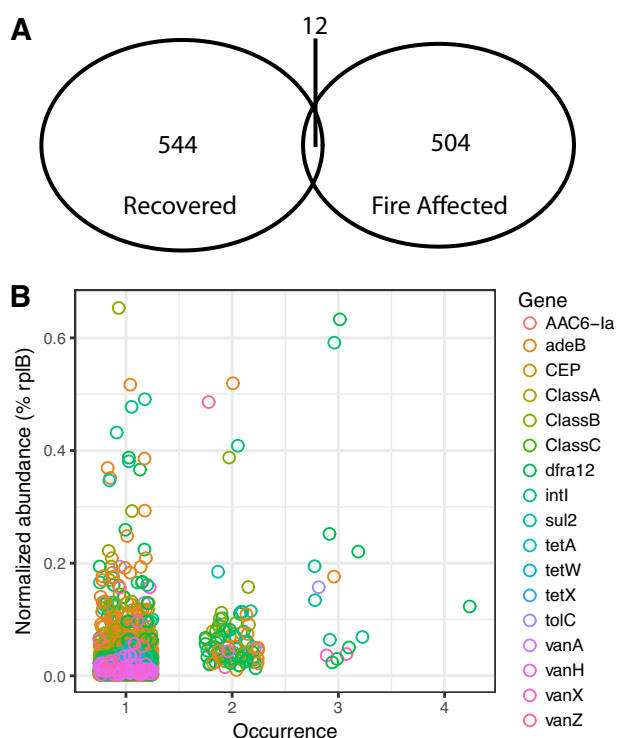 A
12
544
504
Recovered
Fire Affected
B
Normalized abundance (% rplB)
0.6
0.4
0.2
0.0
1
2
3
4
Occurrence
Gene
AAC6−Ia
adeB
CEP
ClassA
ClassB
ClassC
dfra12
intI
sul2
tetA
tetW
tetX
tolC
vanA
vanH
vanX
vanZ